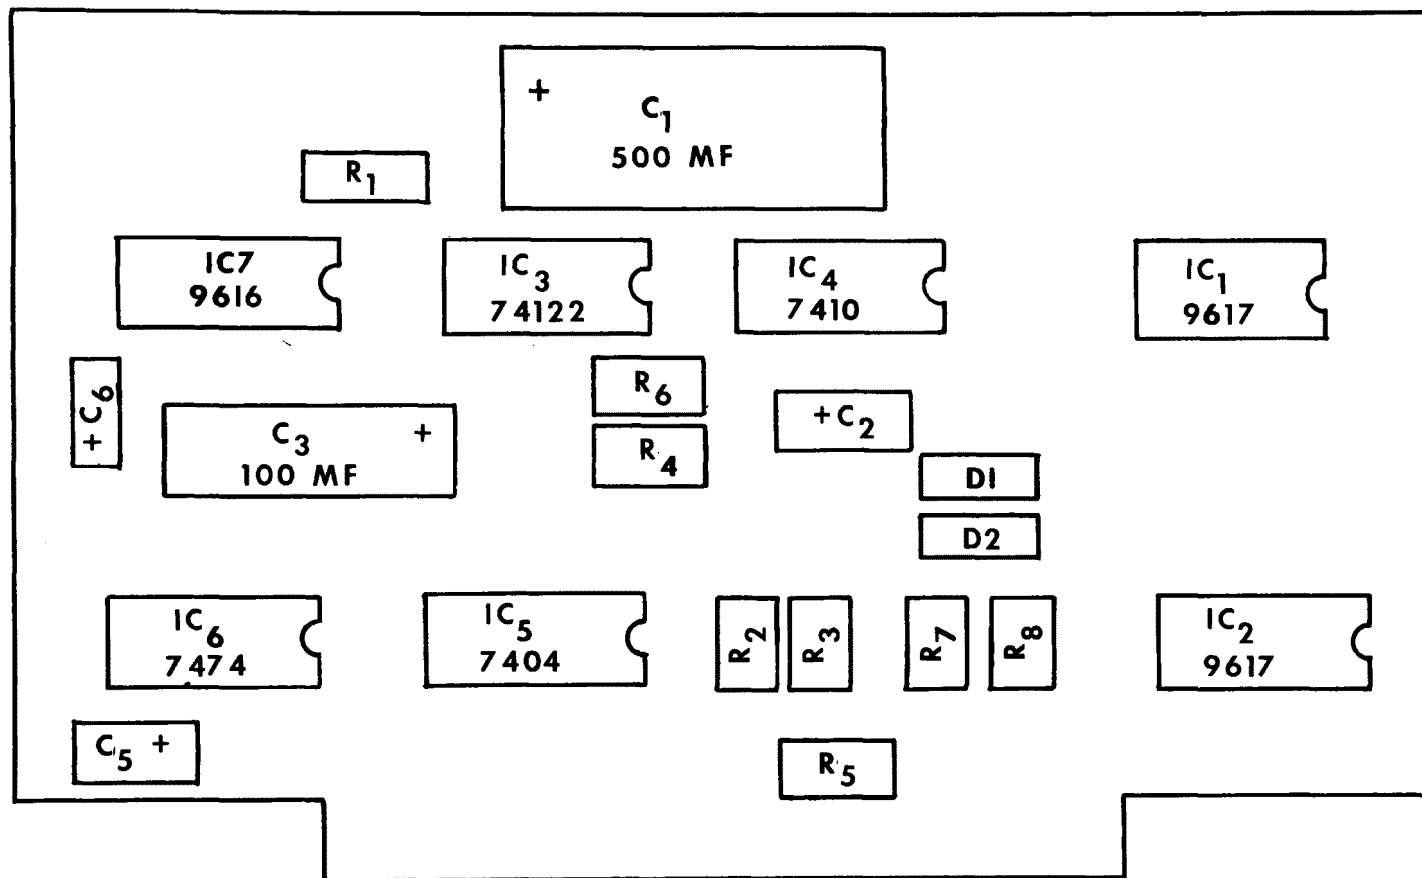 + C₁
500 MF
R₁
IC7
9616
IC₃
74122
IC₄
7410
IC₁
9617
+C₆
C₃ +
100 MF
R₆
R₄
+C₂
D1
D2
IC₆
7474
IC₅
7404
R₂
R₃
R₇
R₈
IC₂
9617
C₅ +
R₅